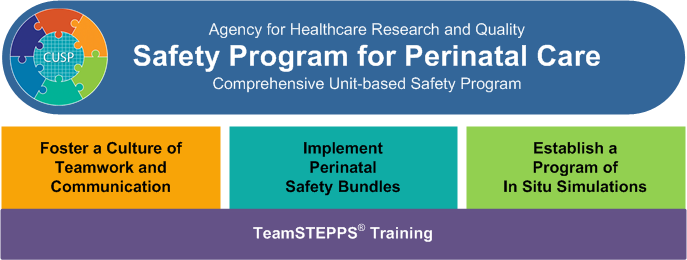 CUSP
Agency for Healthcare Research and Quality
Safety Program for Perinatal Care
Comprehensive Unit-based Safety Program
Foster a Culture of
Teamwork and
Communication
Implement
Perinatal
Safety Bundles
Establish a
Program of
In Situ Simulations
TeamSTEPPS® Training